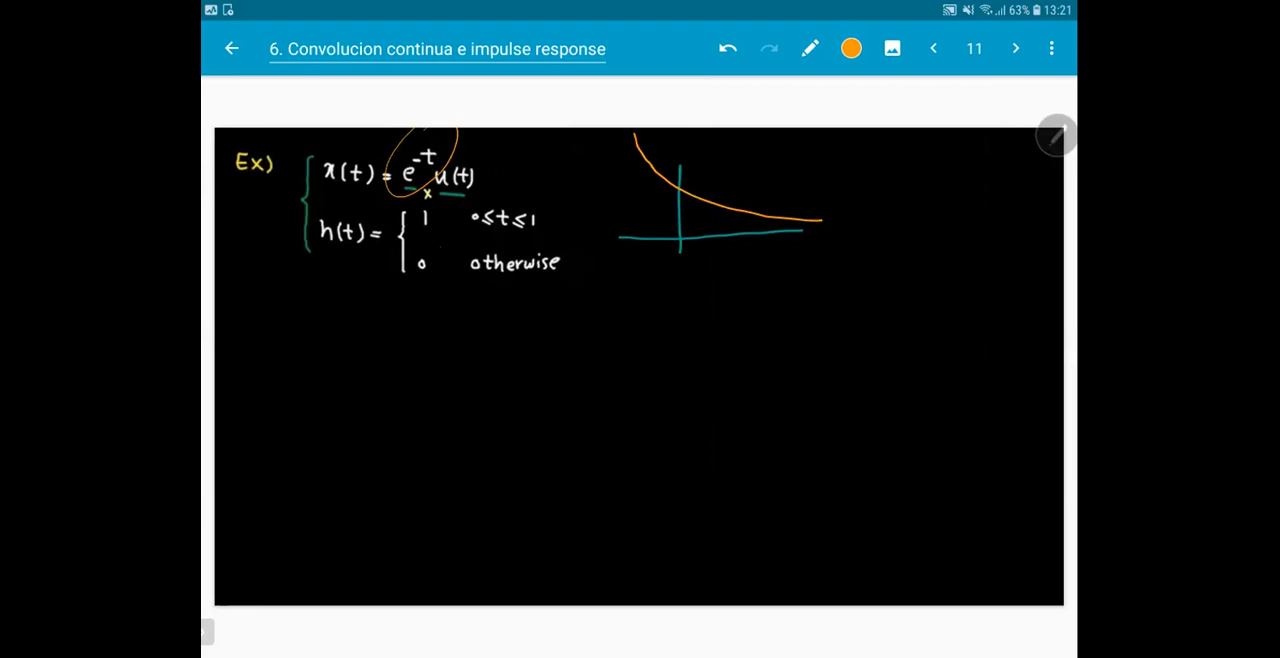 63% 13:21
6. Convolucion continua e impulse response
11
Ex)
x(t) = e^-t u(t)
x
h(t) = { 1 0≤t≤1
0 otherwise